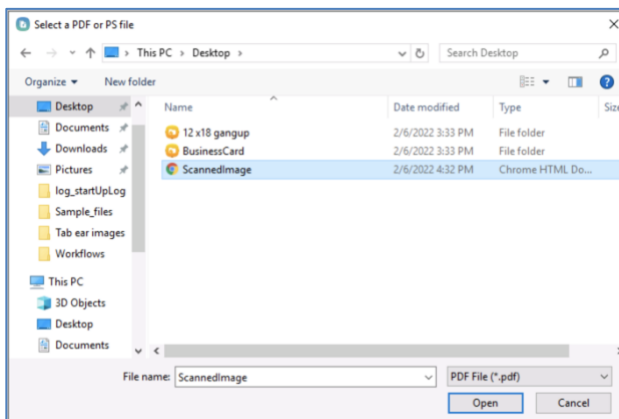 Select a PDF or PS file
This PC > Desktop >
Search Desktop
Organize
New folder
Desktop
Documents
Downloads
Pictures
log_startUpLog
Sample_files
Tab ear images
Workflows
This PC
3D Objects
Desktop
Documents
Name Date modified Type Size
12 x18 gangup 2/6/2022 3:33 PM File folder
BusinessCard 2/6/2022 3:33 PM File folder
ScannedImage 2/6/2022 4:32 PM Chrome HTML Do...
File name: ScannedImage PDF File (*.pdf)
Open Cancel